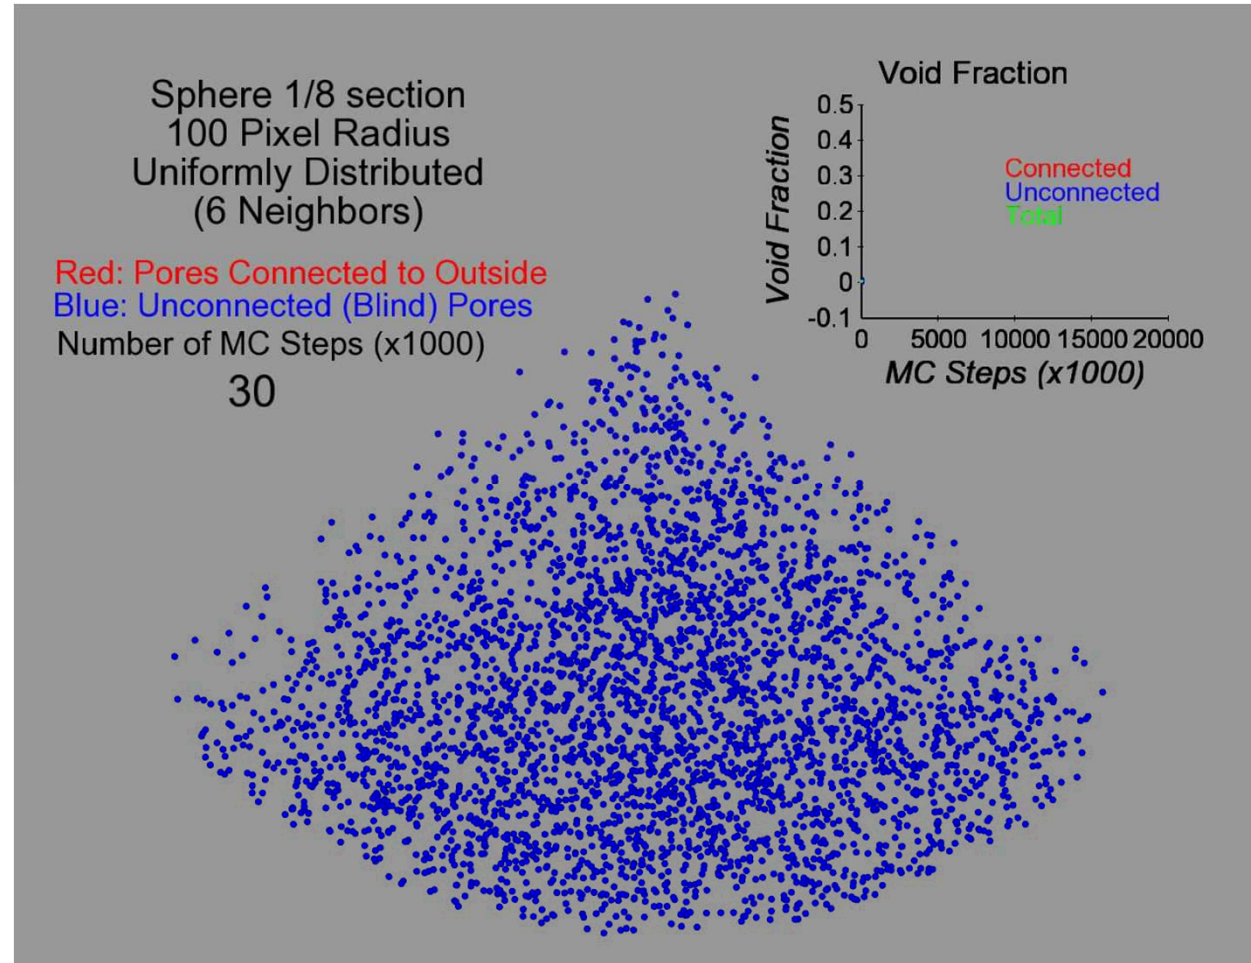 Sphere 1/8 section
100 Pixel Radius
Uniformly Distributed
(6 Neighbors)
Red: Pores Connected to Outside
Blue: Unconnected (Blind) Pores
Number of MC Steps (x1000)
30
Void Fraction
Void Fraction
0.5
0.4
0.3
0.2
0.1
0
-0.1
Connected
Unconnected
Total
0 5000 10000 15000 20000
MC Steps (x1000)